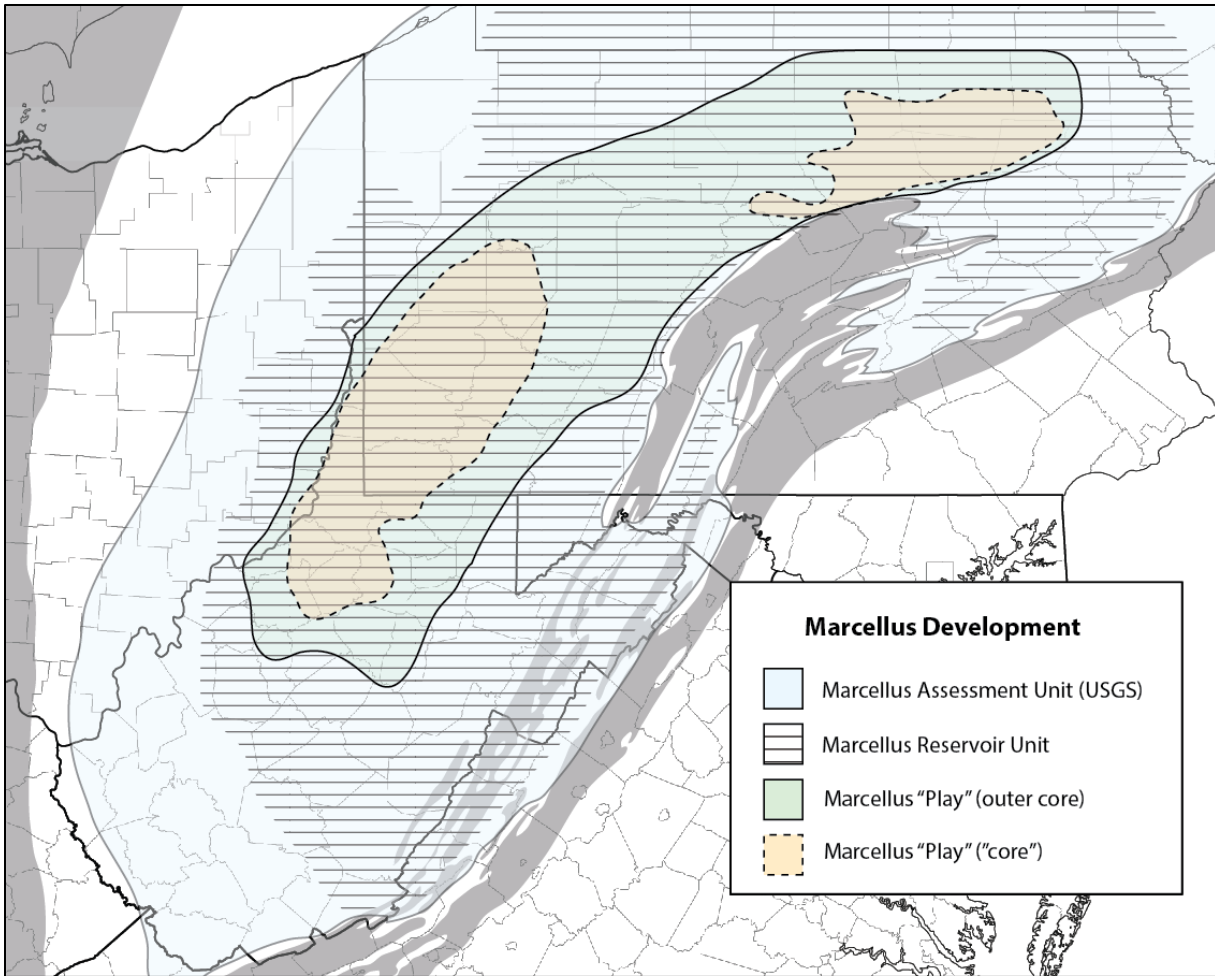 Marcellus Development
Marcellus Assessment Unit (USGS)
Marcellus Reservoir Unit
Marcellus “Play” (outer core)
Marcellus “Play” (”core”)